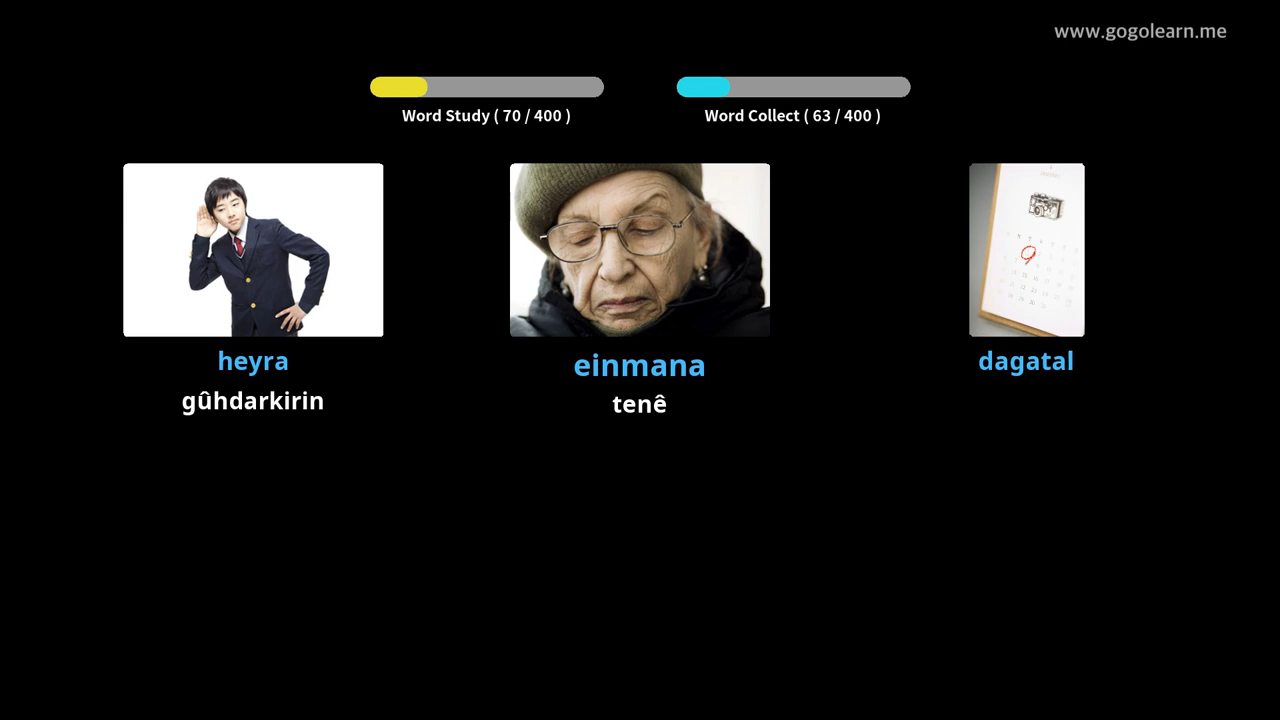 www.gogolearn.me
Word Study ( 70 / 400 )
Word Collect ( 63 / 400 )
heyra
einmana
dagatal
gûhdarkirin
tenê